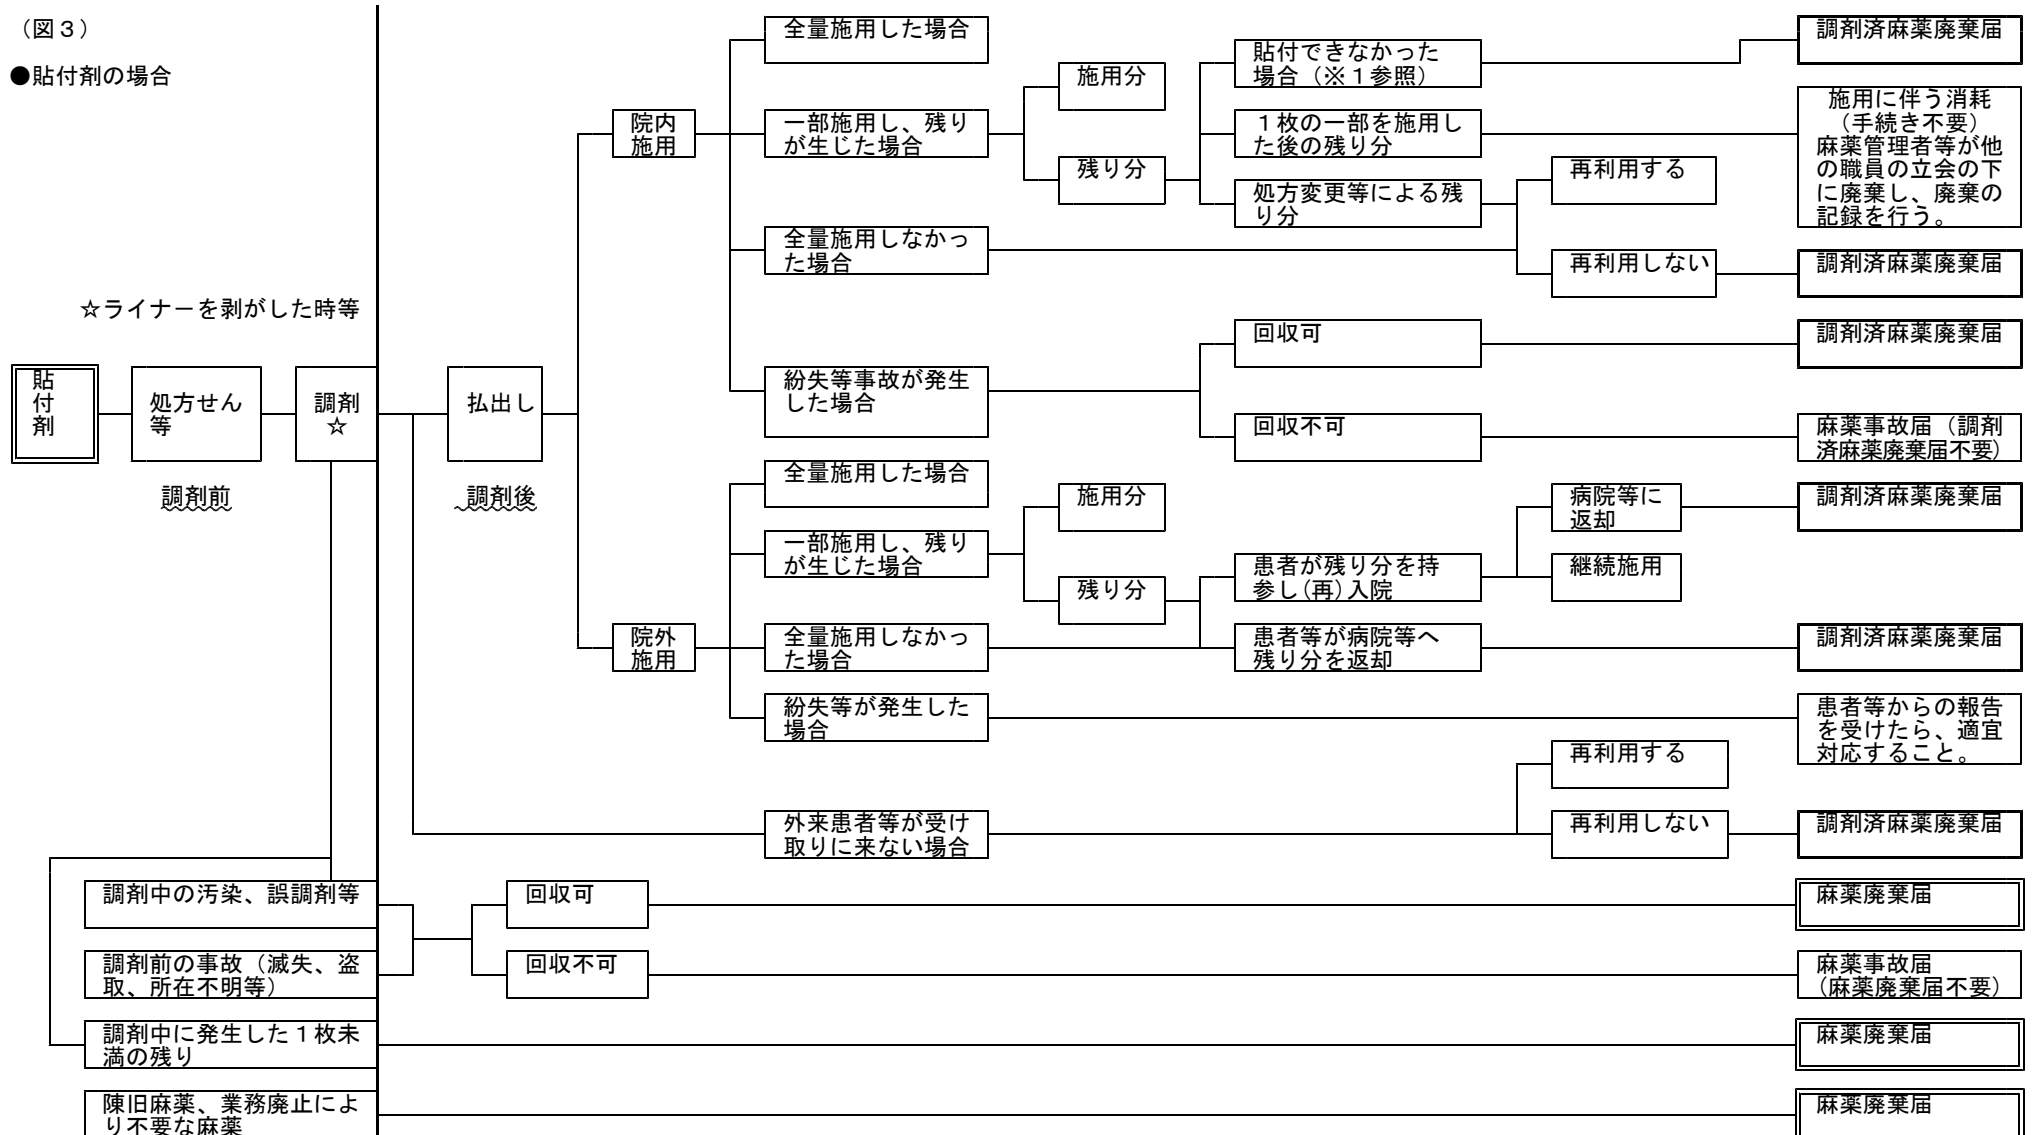 （図３）
●貼付剤の場合
☆ライナーを剥がした時等
貼
付
剤
処方せん
等
調剤
☆
調剤前
払出し
調剤後
院内
施用
全量施用した場合
一部施用し、残り
が生じた場合
施用分
残り分
貼付できなかった
場合（※１参照）
調剤済麻薬廃棄届
１枚の一部を施用し
た後の残り分
施用に伴う消耗
（手続き不要）
麻薬管理者等が他
の職員の立会の下
に廃棄し、廃棄の
記録を行う。
処方変更等による残
り分
全量施用しなかっ
た場合
再利用する
再利用しない
調剤済麻薬廃棄届
紛失等事故が発生
した場合
回収可
調剤済麻薬廃棄届
回収不可
麻薬事故届（調剤
済麻薬廃棄届不要）
院外
施用
全量施用した場合
一部施用し、残り
が生じた場合
施用分
残り分
患者が残り分を持
参し(再)入院
病院等に
返却
調剤済麻薬廃棄届
継続施用
全量施用しなかっ
た場合
患者等が病院等へ
残り分を返却
調剤済麻薬廃棄届
紛失等が発生した
場合
患者等からの報告
を受けたら、適宜
対応すること。
外来患者等が受け
取りに来ない場合
再利用する
再利用しない
調剤済麻薬廃棄届
調剤中の汚染、誤調剤等
回収可
麻薬廃棄届
調剤前の事故（滅失、盗
取、所在不明等）
回収不可
麻薬事故届
（麻薬廃棄届不要）
調剤中に発生した１枚未
満の残り
麻薬廃棄届
陳旧麻薬、業務廃止によ
り不要な麻薬
麻薬廃棄届